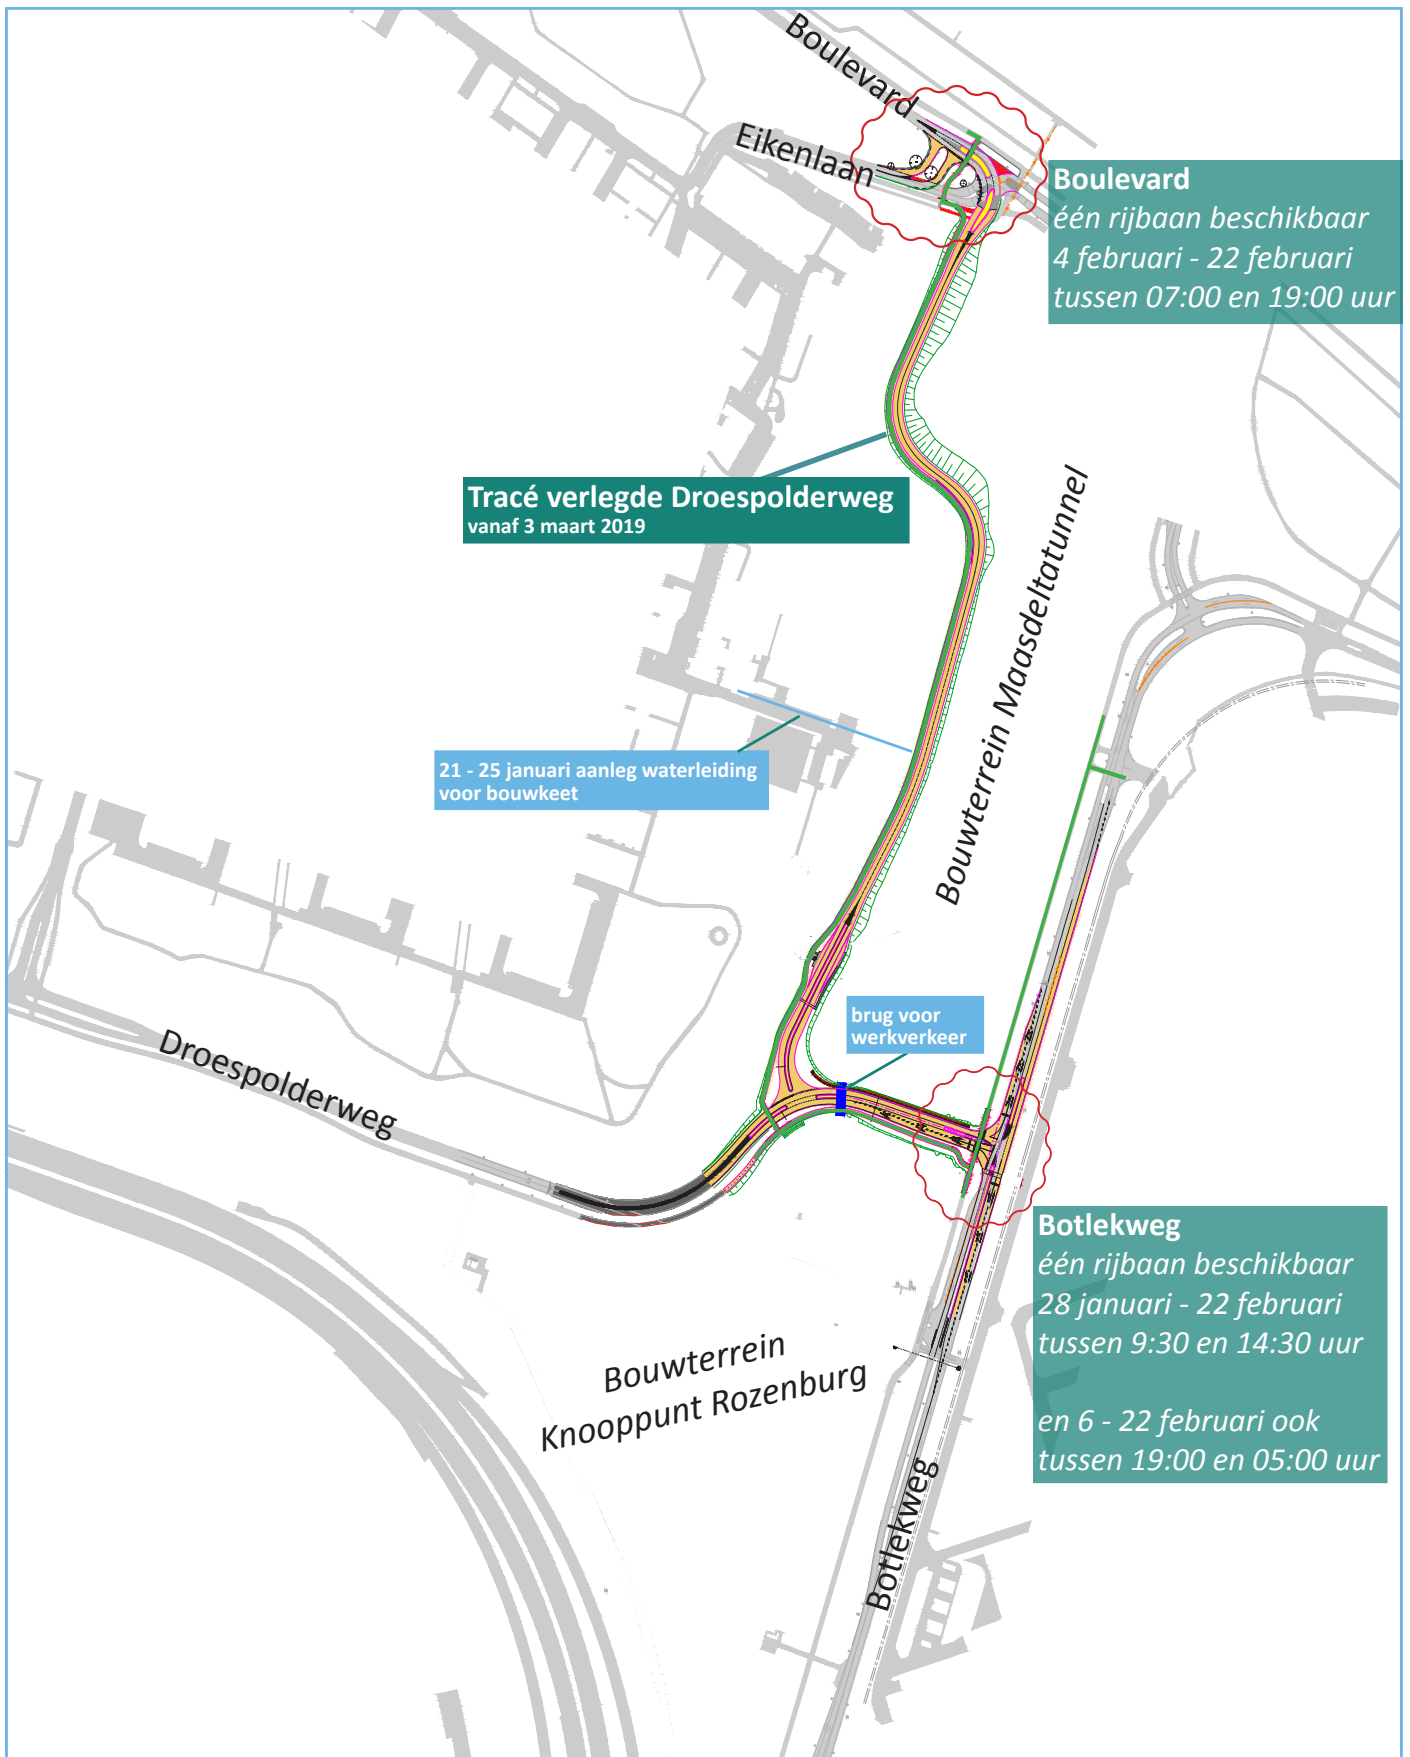 Boulevard
Eikenlaan
Boulevard
één rijbaan beschikbaar
4 februari - 22 februari
tussen 07:00 en 19:00 uur
Tracé verlegde Droespolderweg
vanaf 3 maart 2019
Bouwterrein Maasdeltatunnel
21 - 25 januari aanleg waterleiding
voor bouwkeet
brug voor
werkverkeer
Droespolderweg
Botlekweg
één rijbaan beschikbaar
28 januari - 22 februari
tussen 9:30 en 14:30 uur
en 6 - 22 februari ook
tussen 19:00 en 05:00 uur
Bouwterrein
Knooppunt Rozenburg
Botlekweg